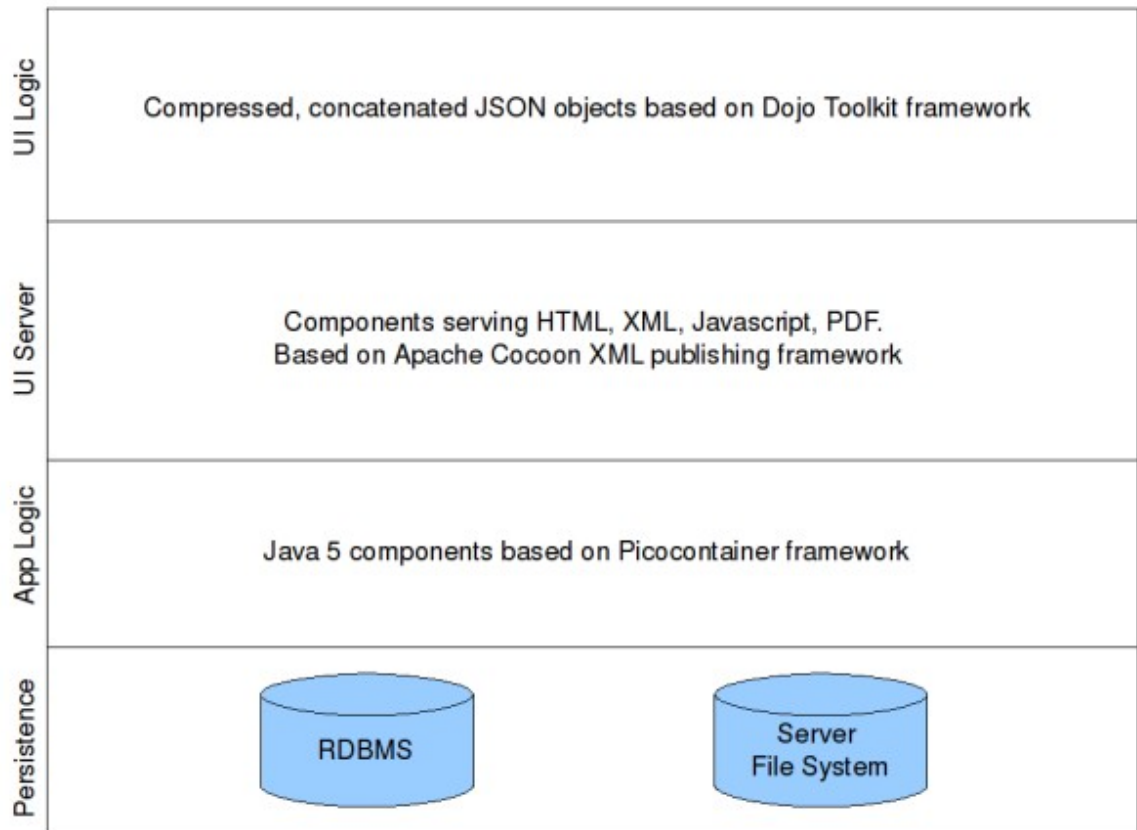 UI Logic
Compressed, concatenated JSON objects based on Dojo Toolkit framework
UI Server
Components serving HTML, XML, Javascript, PDF.
Based on Apache Cocoon XML publishing framework
App Logic
Java 5 components based on Picocontainer framework
Persistence
RDBMS
Server
File System